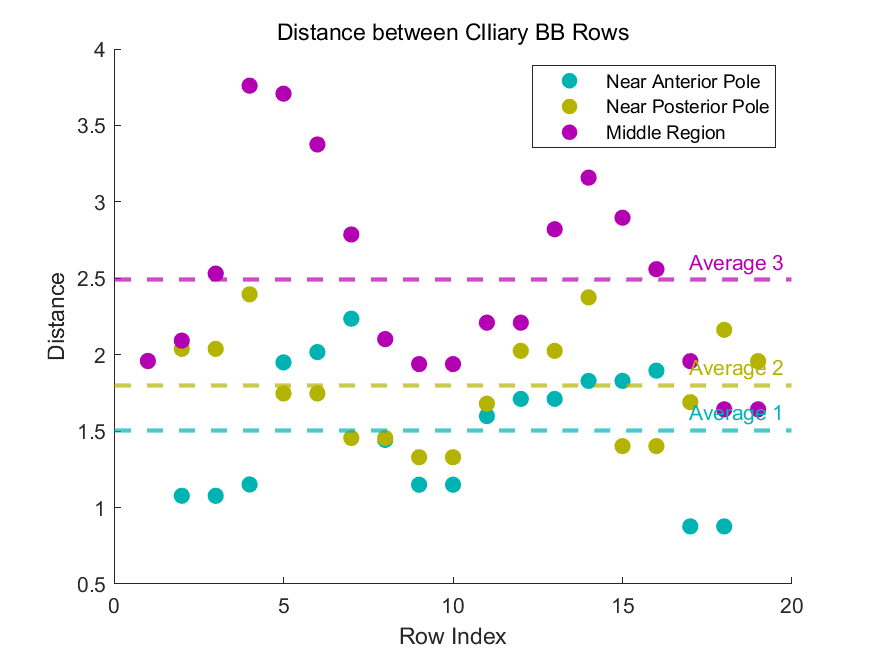 Distance between CIliary BB Rows
4
3.5
3
2.5
2
1.5
1
0.5
Distance
Near Anterior Pole
Near Posterior Pole
Middle Region
Average 3
Average 2
Average 1
0
5
10
15
20
Row Index